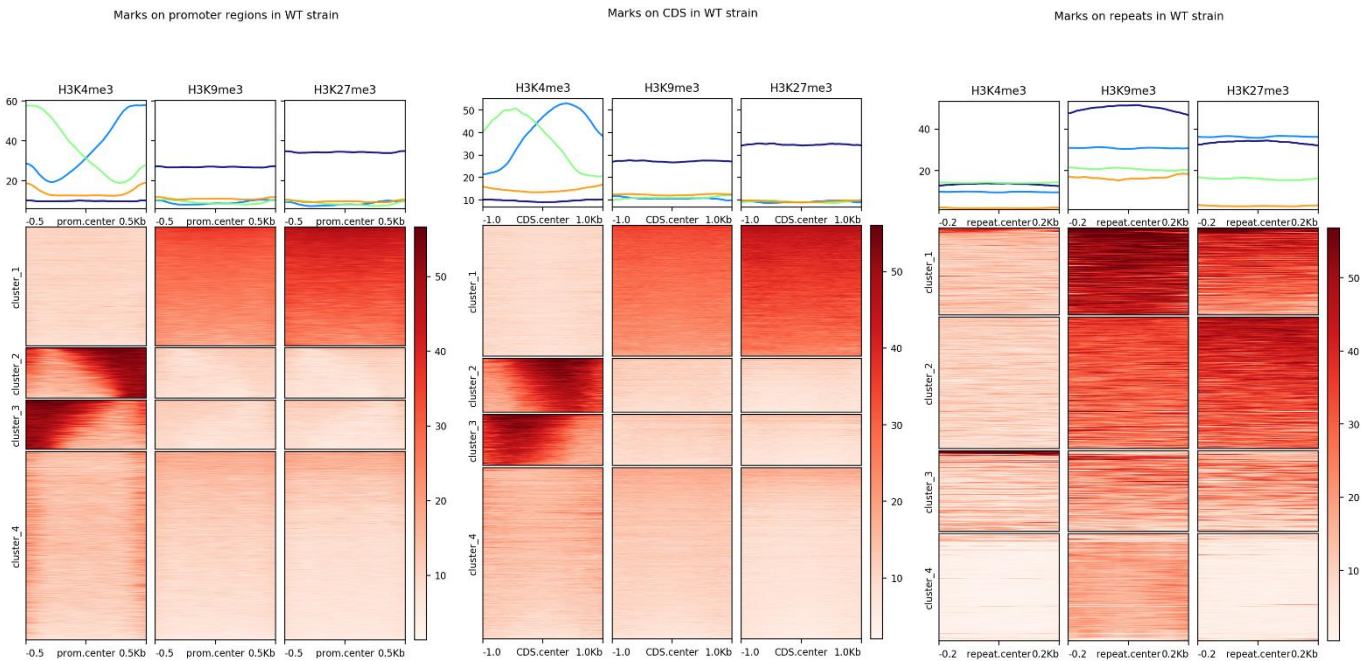 Marks on promoter regions in WT strain
H3K4me3 H3K9me3 H3K27me3
60
40
20
-0.5 prom.center 0.5Kb -0.5 prom.center 0.5Kb -0.5 prom.center 0.5Kb
cluster_1
cluster_2
cluster_3
cluster_4
50
40
30
20
10
-0.5 prom.center 0.5Kb -0.5 prom.center 0.5Kb -0.5 prom.center 0.5Kb
Marks on CDS in WT strain
H3K4me3 H3K9me3 H3K27me3
50
40
30
20
10
-1.0 CDS.center 1.0Kb -1.0 CDS.center 1.0Kb -1.0 CDS.center 1.0Kb
cluster_1
cluster_2
cluster_3
cluster_4
50
40
30
20
10
-1.0 CDS.center 1.0Kb -1.0 CDS.center 1.0Kb -1.0 CDS.center 1.0Kb
Marks on repeats in WT strain
H3K4me3 H3K9me3 H3K27me3
40
20
-0.2 repeat.center 0.2Kb -0.2 repeat.center 0.2Kb -0.2 repeat.center 0.2Kb
cluster_1
cluster_2
cluster_3
cluster_4
50
40
30
20
10
-0.2 repeat.center 0.2Kb -0.2 repeat.center 0.2Kb -0.2 repeat.center 0.2Kb